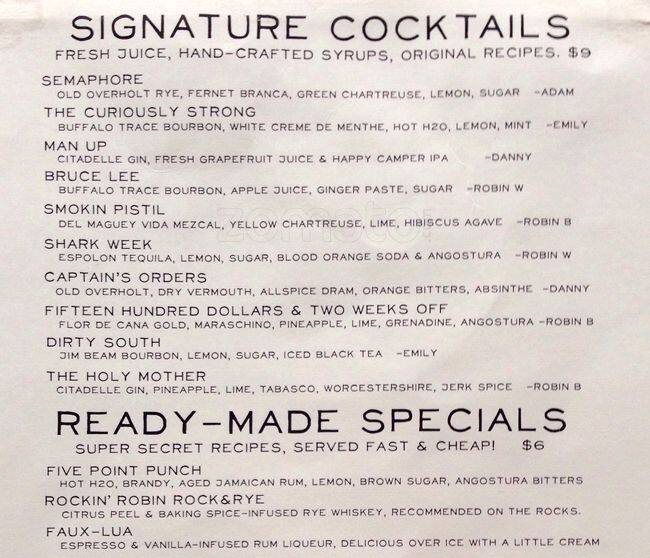 SIGNATURE COCKTAILS
FRESH JUICE, HAND-CRAFTED SYRUPS, ORIGINAL RECIPES. $9
SEMAPHORE
OLD OVERHOLT RYE, FERNET BRANCA, GREEN CHARTREUSE, LEMON, SUGAR -ADAM
THE CURIOUSLY STRONG
BUFFALO TRACE BOURBON, WHITE CREME DE MENTHE, HOT H2O, LEMON, MINT -EMILY
MAN UP
CITADELLE GIN, FRESH GRAPEFRUIT JUICE & HAPPY CAMPER IPA -DANNY
BRUCE LEE
BUFFALO TRACE BOURBON, APPLE JUICE, GINGER PASTE, SUGAR -ROBIN W
SMOKIN PISTIL
DEL MAGUEY VIDA MEZCAL, YELLOW CHARTREUSE, LIME, HIBISCUS AGAVE -ROBIN B
zomato
SHARK WEEK
ESPOLON TEQUILA, LEMON, SUGAR, BLOOD ORANGE SODA & ANGOSTURA -ROBIN W
CAPTAIN'S ORDERS
OLD OVERHOLT, DRY VERMOUTH, ALLSPICE DRAM, ORANGE BITTERS, ABSINTHE -DANNY
FIFTEEN HUNDRED DOLLARS & TWO WEEKS OFF
FLOR DE CANA GOLD, MARASCHINO, PINEAPPLE, LIME, GRENADINE, ANGOSTURA -ROBIN B
DIRTY SOUTH
JIM BEAM BOURBON, LEMON, SUGAR, ICED BLACK TEA -EMILY
THE HOLY MOTHER
CITADELLE GIN, PINEAPPLE, LIME, TABASCO, WORCESTERSHIRE, JERK SPICE -ROBIN B
READY-MADE SPECIALS
SUPER SECRET RECIPES, SERVED FAST & CHEAP! $6
FIVE POINT PUNCH
HOT H2O, BRANDY, AGED JAMAICAN RUM, LEMON, BROWN SUGAR, ANGOSTURA BITTERS
ROCKIN' ROBIN ROCK&RYE
CITRUS PEEL & BAKING SPICE-INFUSED RYE WHISKEY, RECOMMENDED ON THE ROCKS.
FAUX-LUA
ESPRESSO & VANILLA-INFUSED RUM LIQUEUR, DELICIOUS OVER ICE WITH A LITTLE CREAM